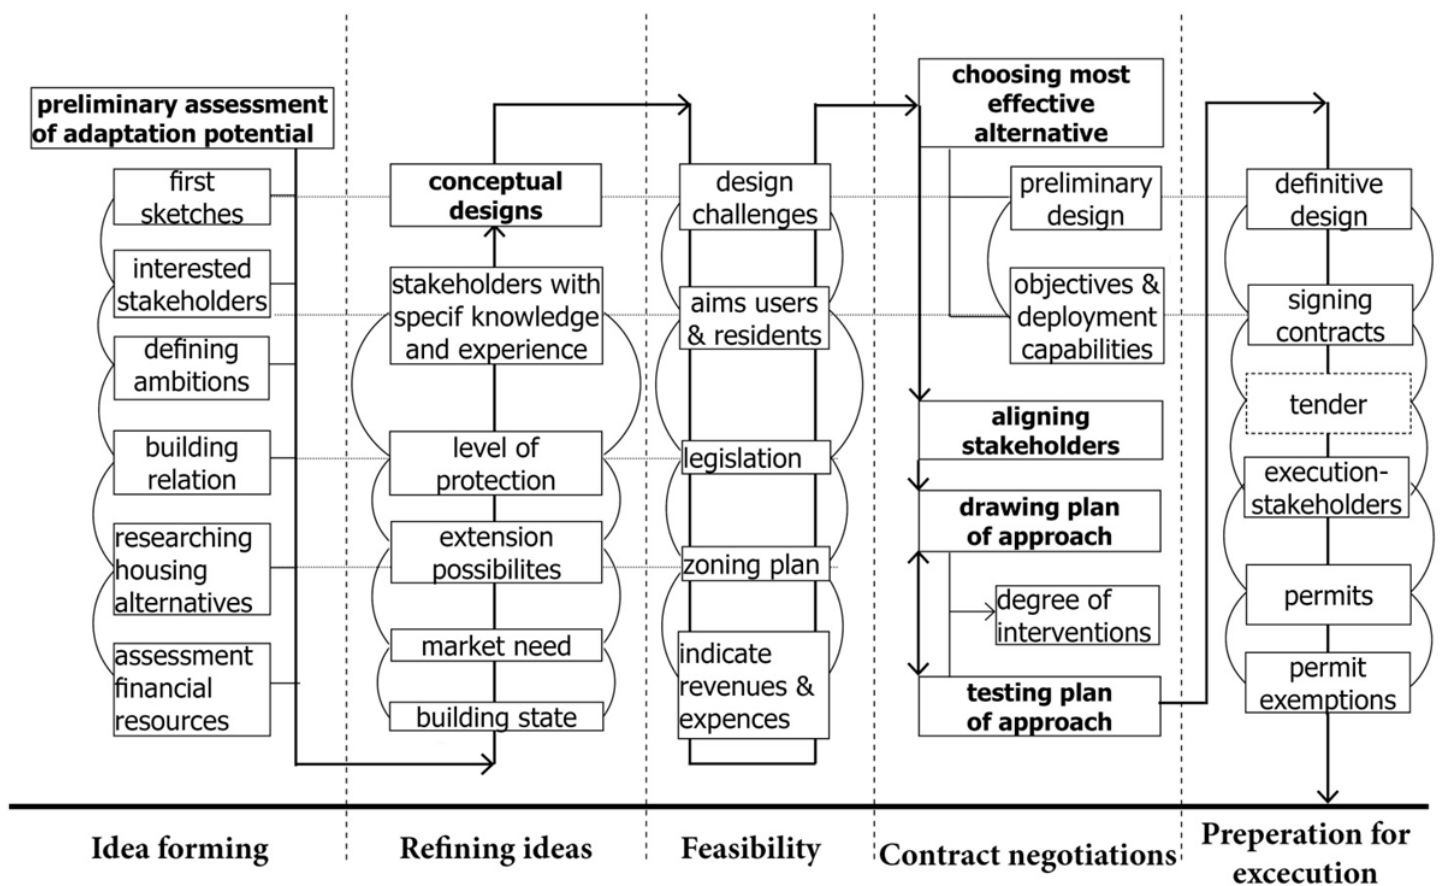 preliminary assessment
of adaptation potential
first
sketches
interested
stakeholders
defining
ambitions
building
relation
researching
housing
alternatives
assessment
financial
resources
conceptual
designs
stakeholders with
specif knowledge
and experience
level of
protection
extension
possibilites
market need
building state
design
challenges
aims users
& residents
legislation
zoning plan
indicate
revenues &
expences
choosing most
effective
alternative
preliminary
design
objectives &
deployment
capabilities
aligning
stakeholders
drawing plan
of approach
degree of
interventions
testing plan
of approach
definitive
design
signing
contracts
tender
execution-
stakeholders
permits
permit
exemptions
Idea forming
Refining ideas
Feasibility
Contract negotiations
Preperation for
excecution